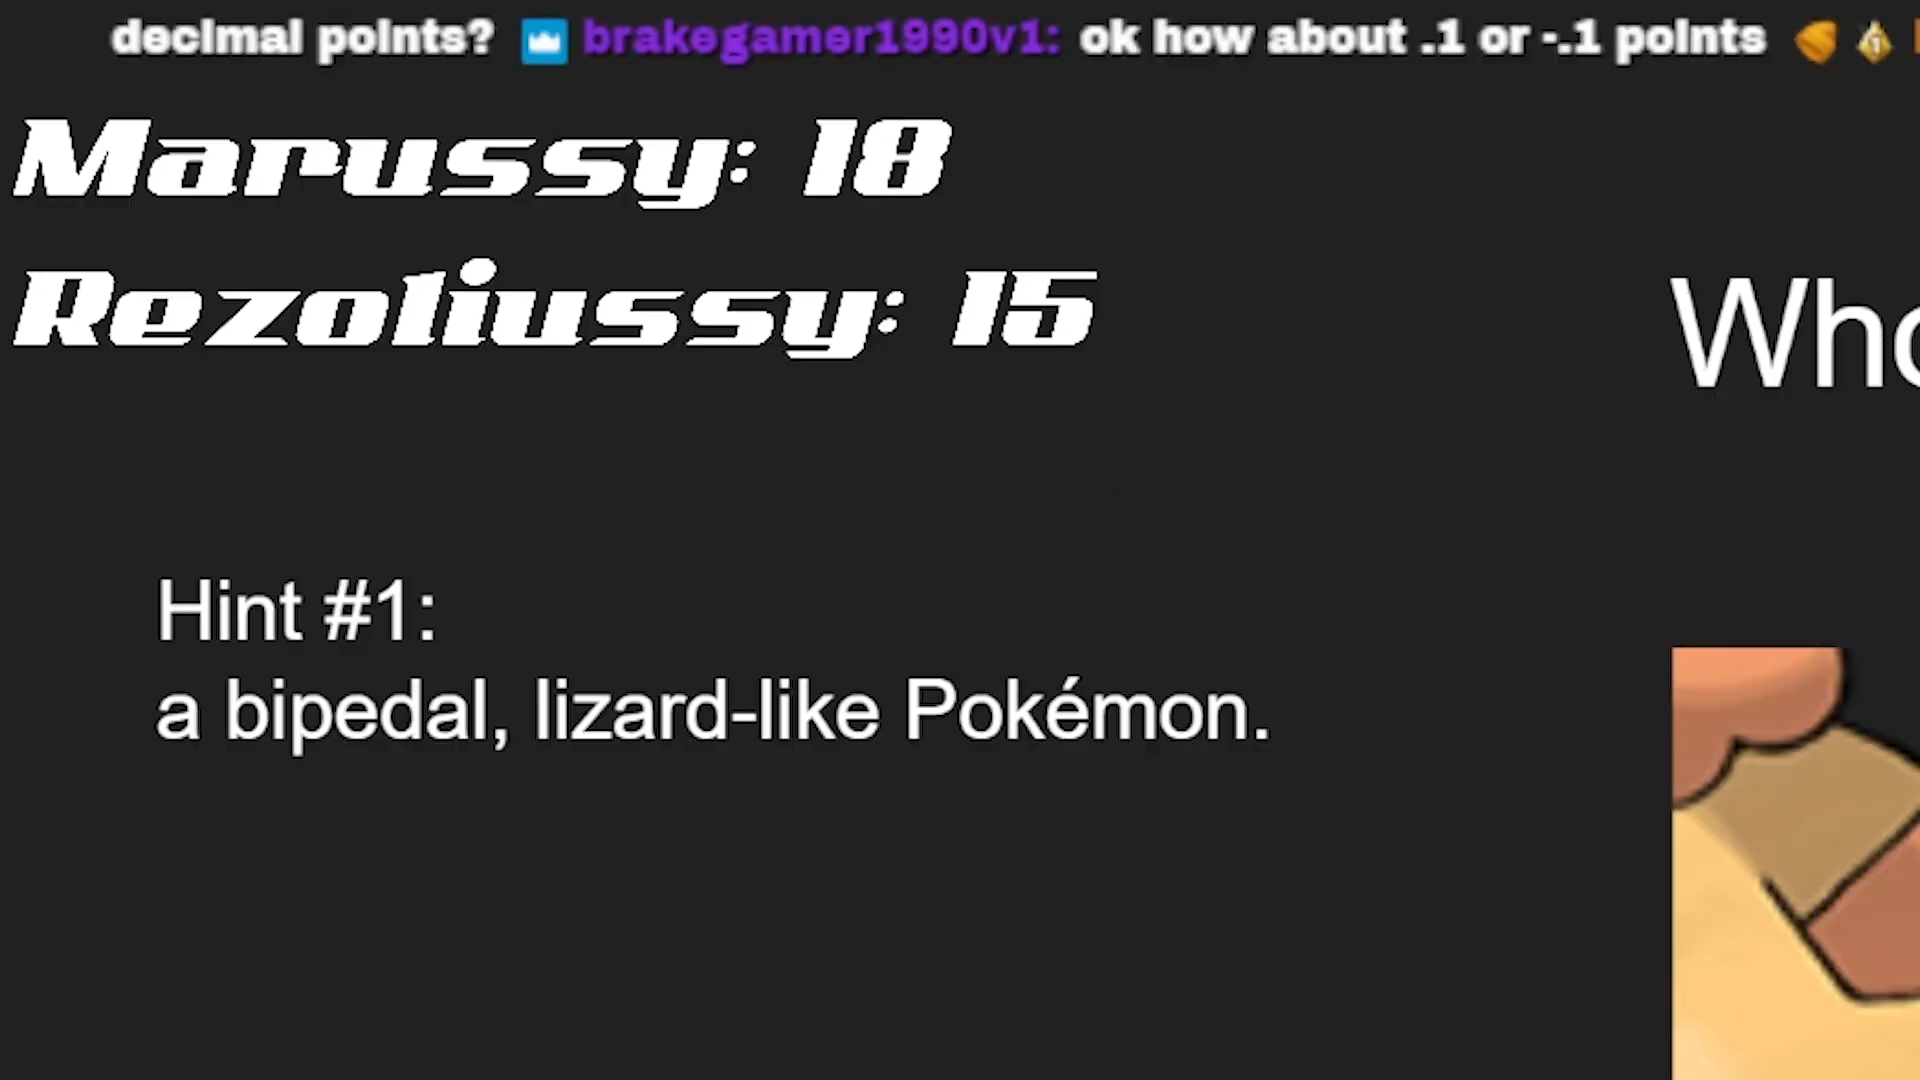 decimal points? brakegamer1990v1: ok how about .1 or -.1 points
Marussy: 18
Rezoliussy: 15
Who
Hint #1:
a bipedal, lizard-like Pokémon.